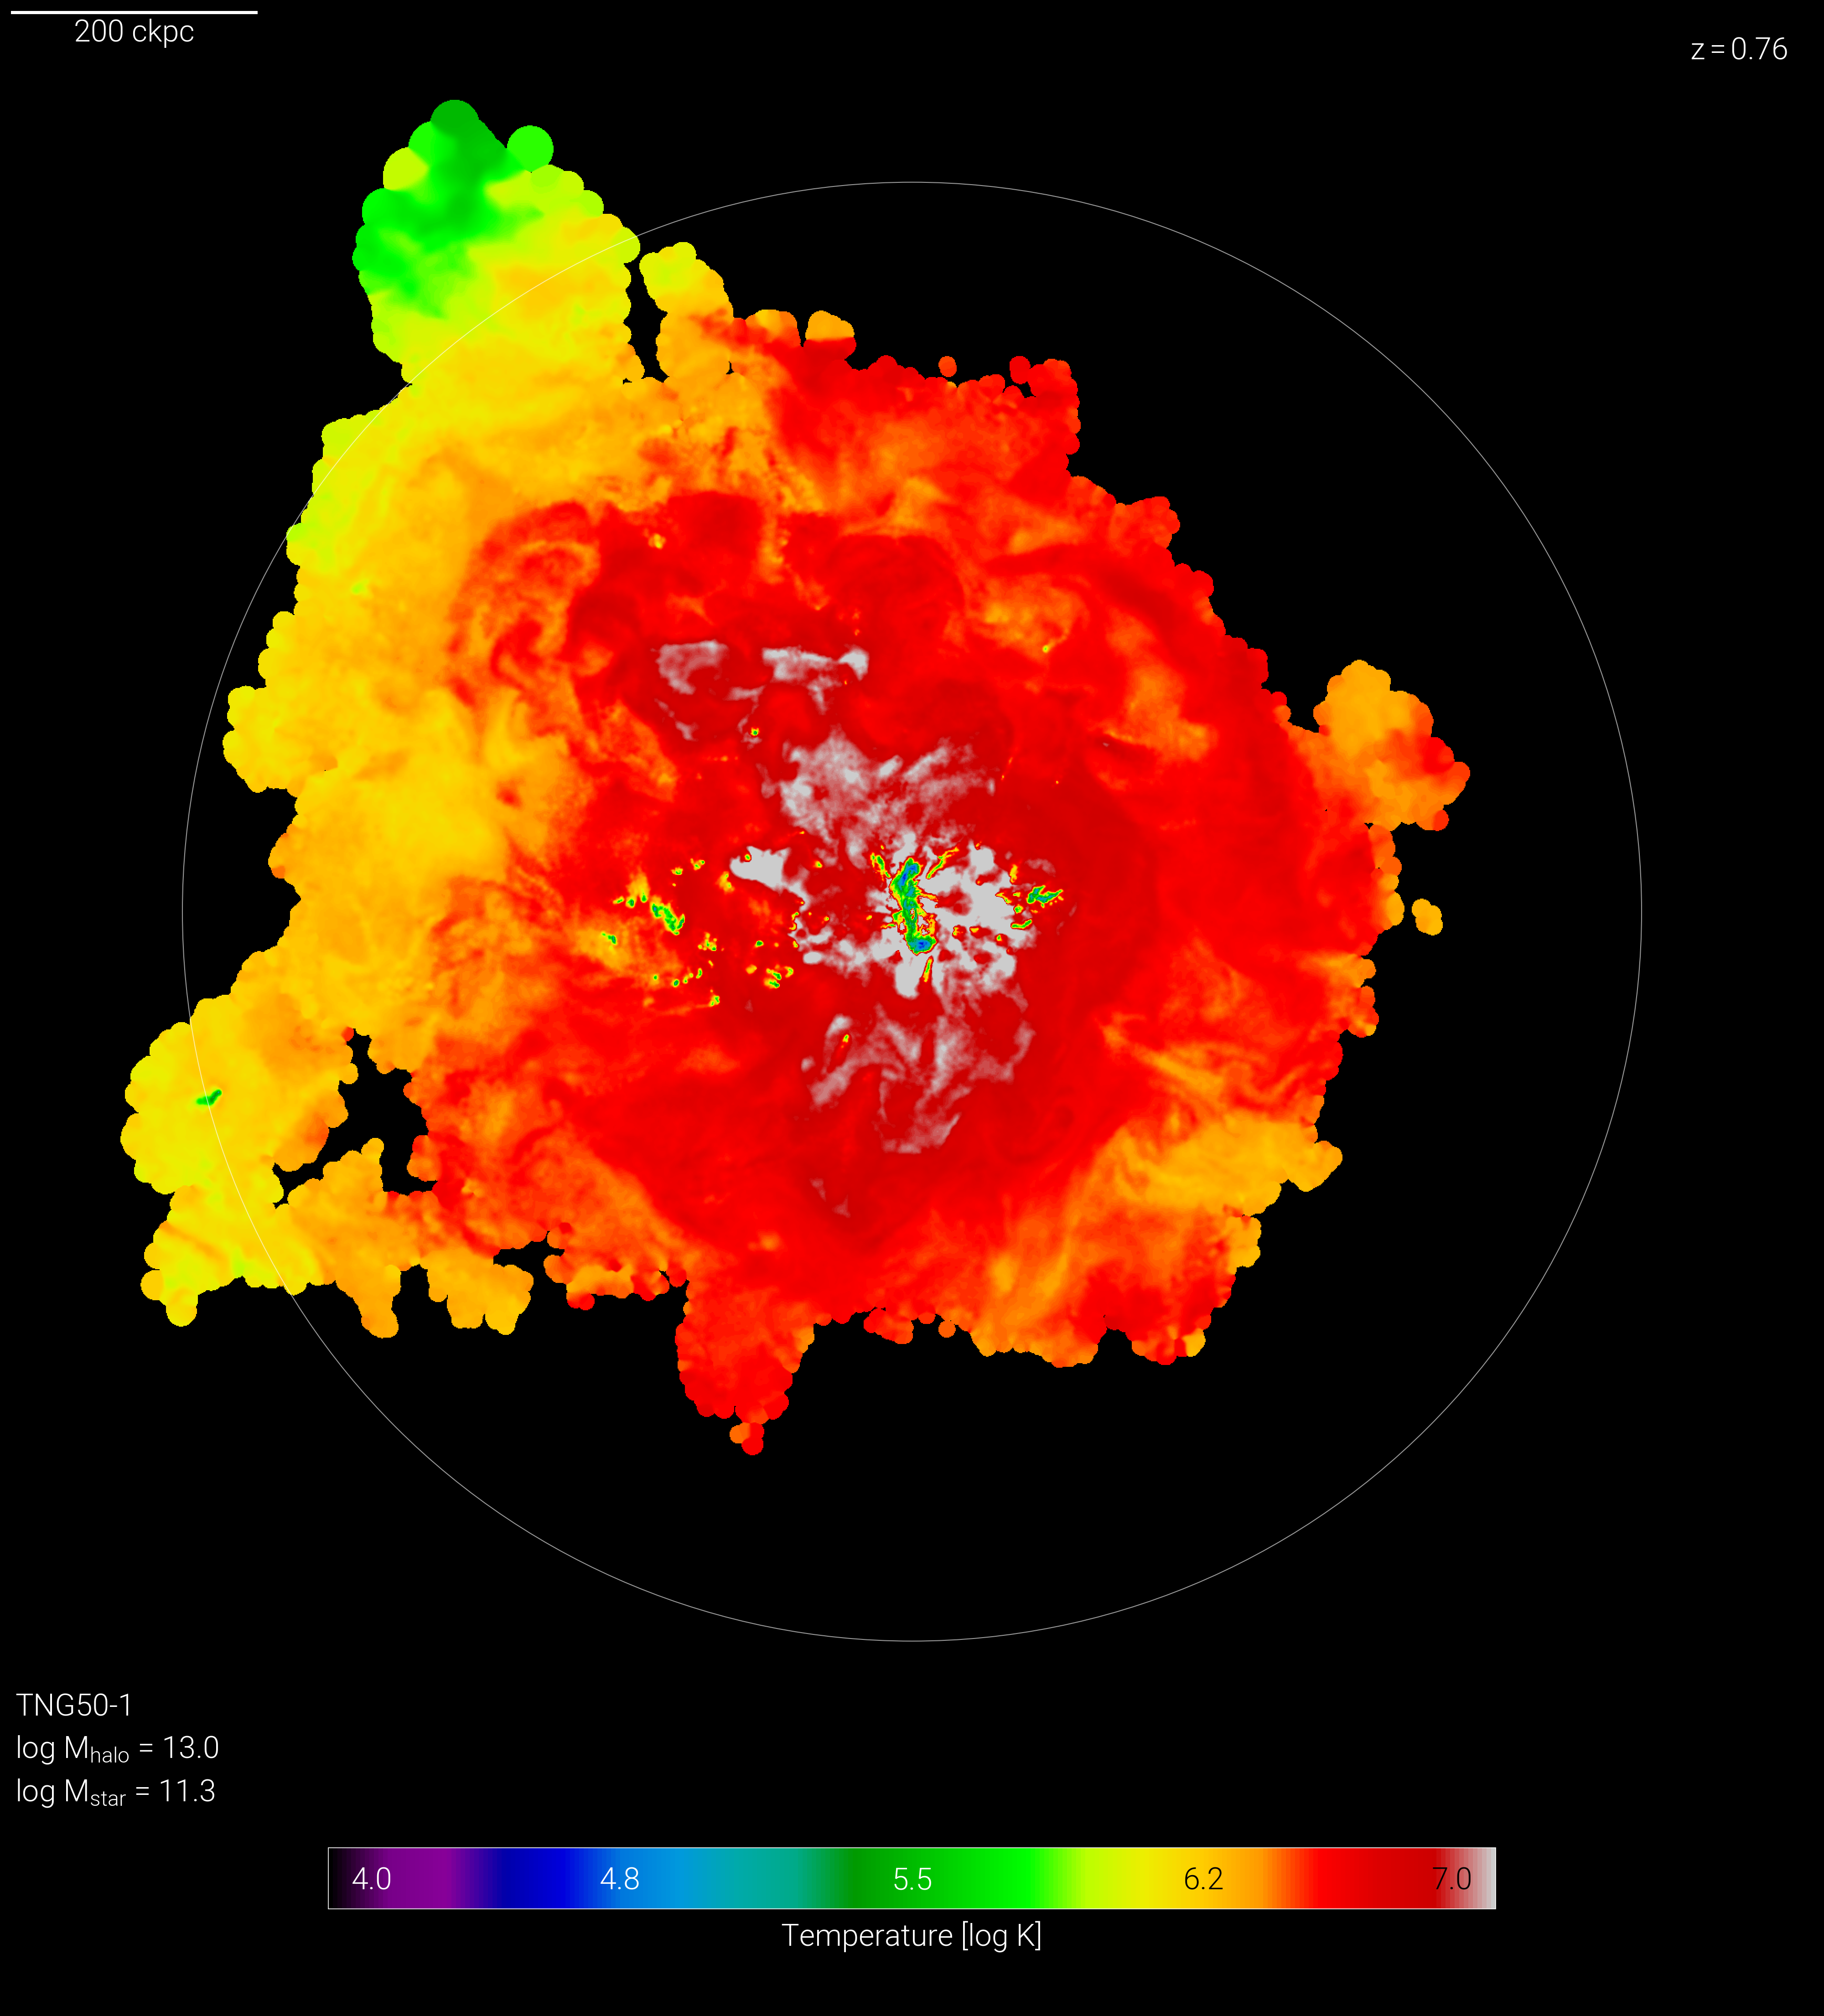 200 ckpc
z = 0.76
TNG50-1
log Mhalo = 13.0
log Mstar = 11.3
4.0 4.8 5.5 6.2 7.0
Temperature [log K]